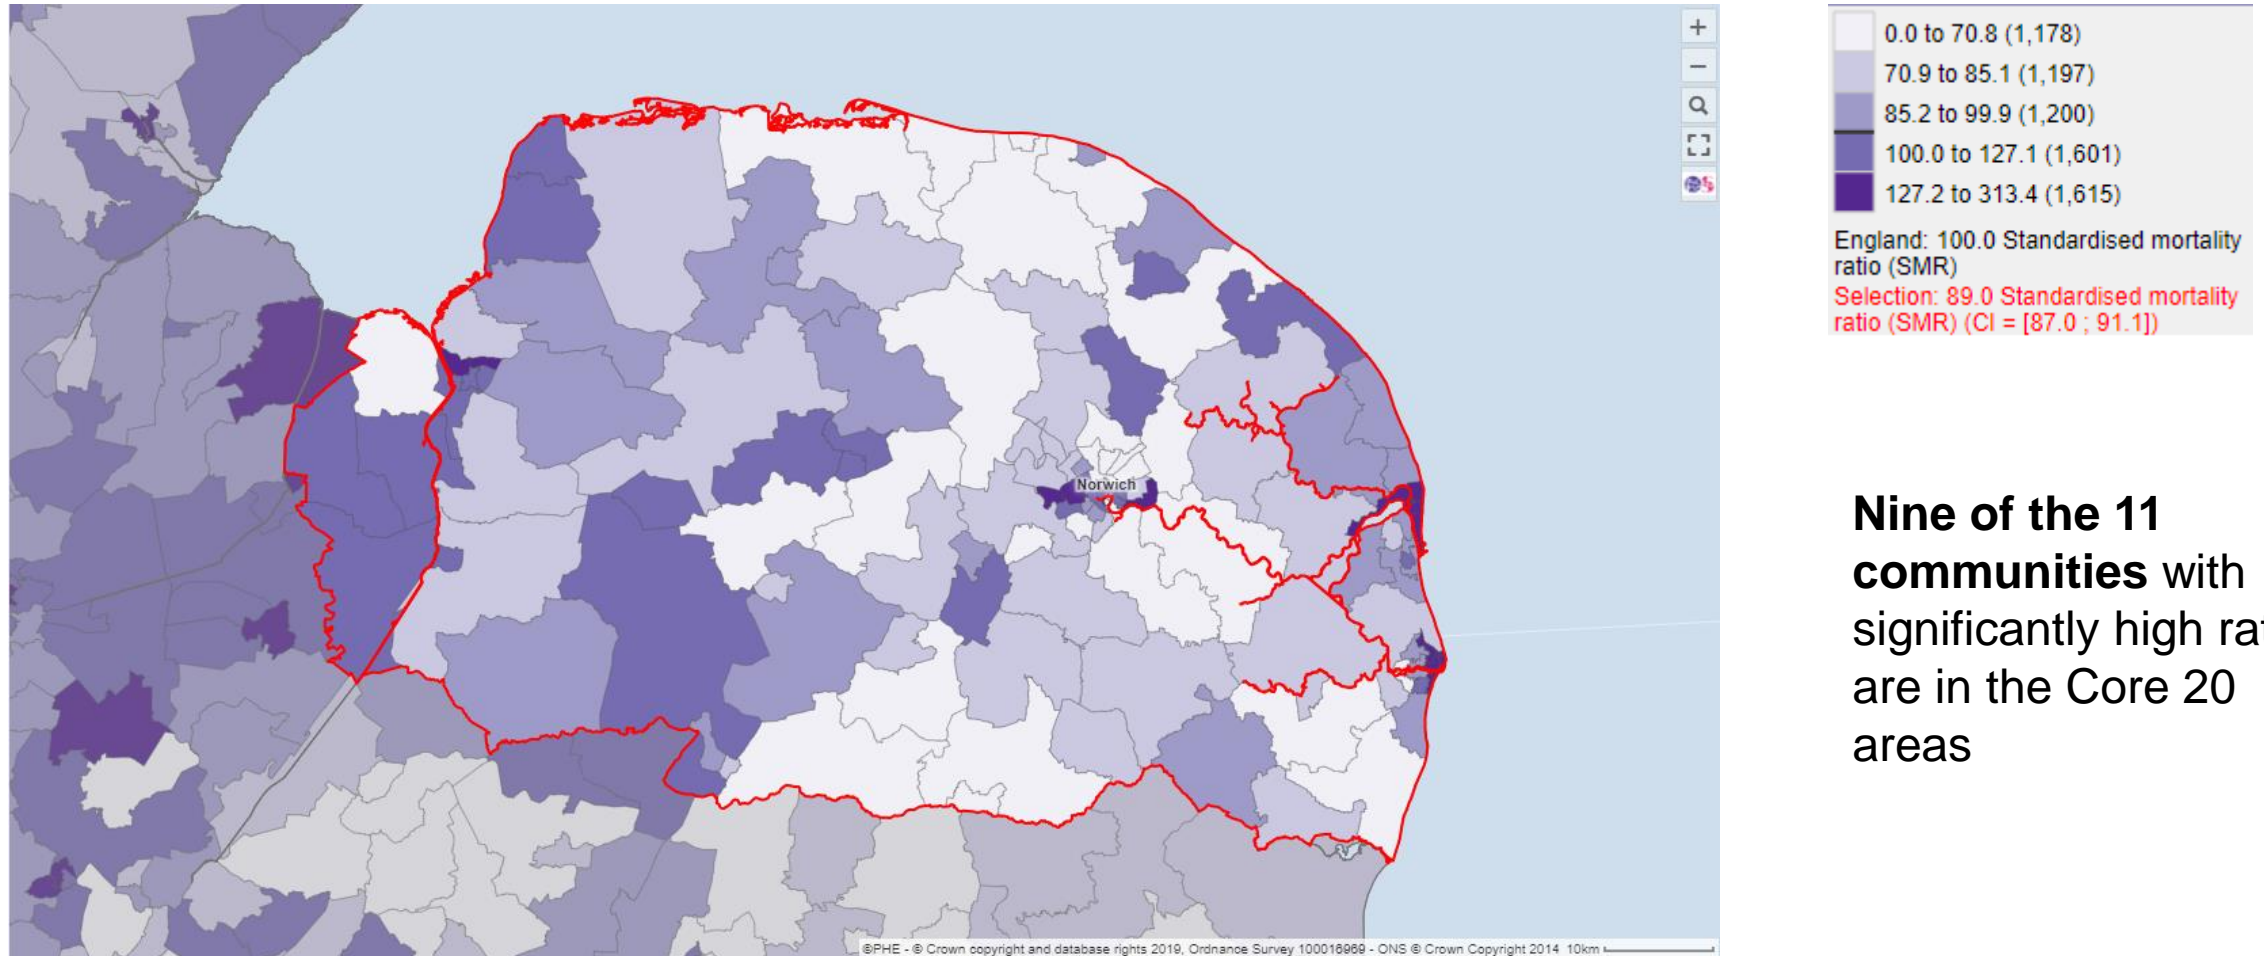 0.0 to 70.8 (1,178)
70.9 to 85.1 (1,197)
85.2 to 99.9 (1,200)
100.0 to 127.1 (1,601)
127.2 to 313.4 (1,615)
England: 100.0 Standardised mortality
ratio (SMR)
Selection: 89.0 Standardised mortality
ratio (SMR) (CI = [87.0 ; 91.1])
Norwich
Nine of the 11
communities with
significantly high
are in the Core 20
areas
©PHE - © Crown copyright and database rights 2019, Ordnance Survey 100016969 - ONS © Crown Copyright 2014 10km